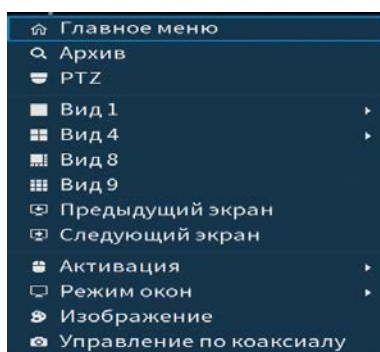 Главное меню
Архив
PTZ
Вид 1
Вид 4
Вид 8
Вид 9
Предыдущий экран
Следующий экран
Активация
Режим окон
Изображение
Управление по коаксиалу